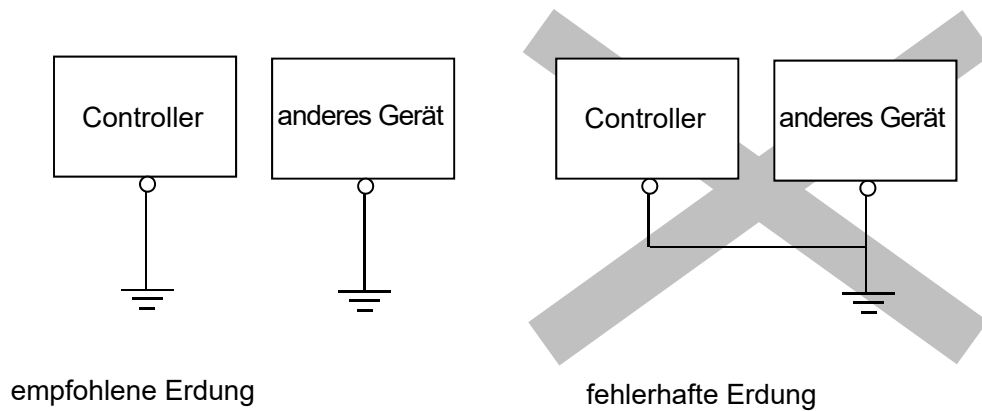 Controller
anderes Gerät
empfohlene Erdung
Controller
anderes Gerät
fehlerhafte Erdung